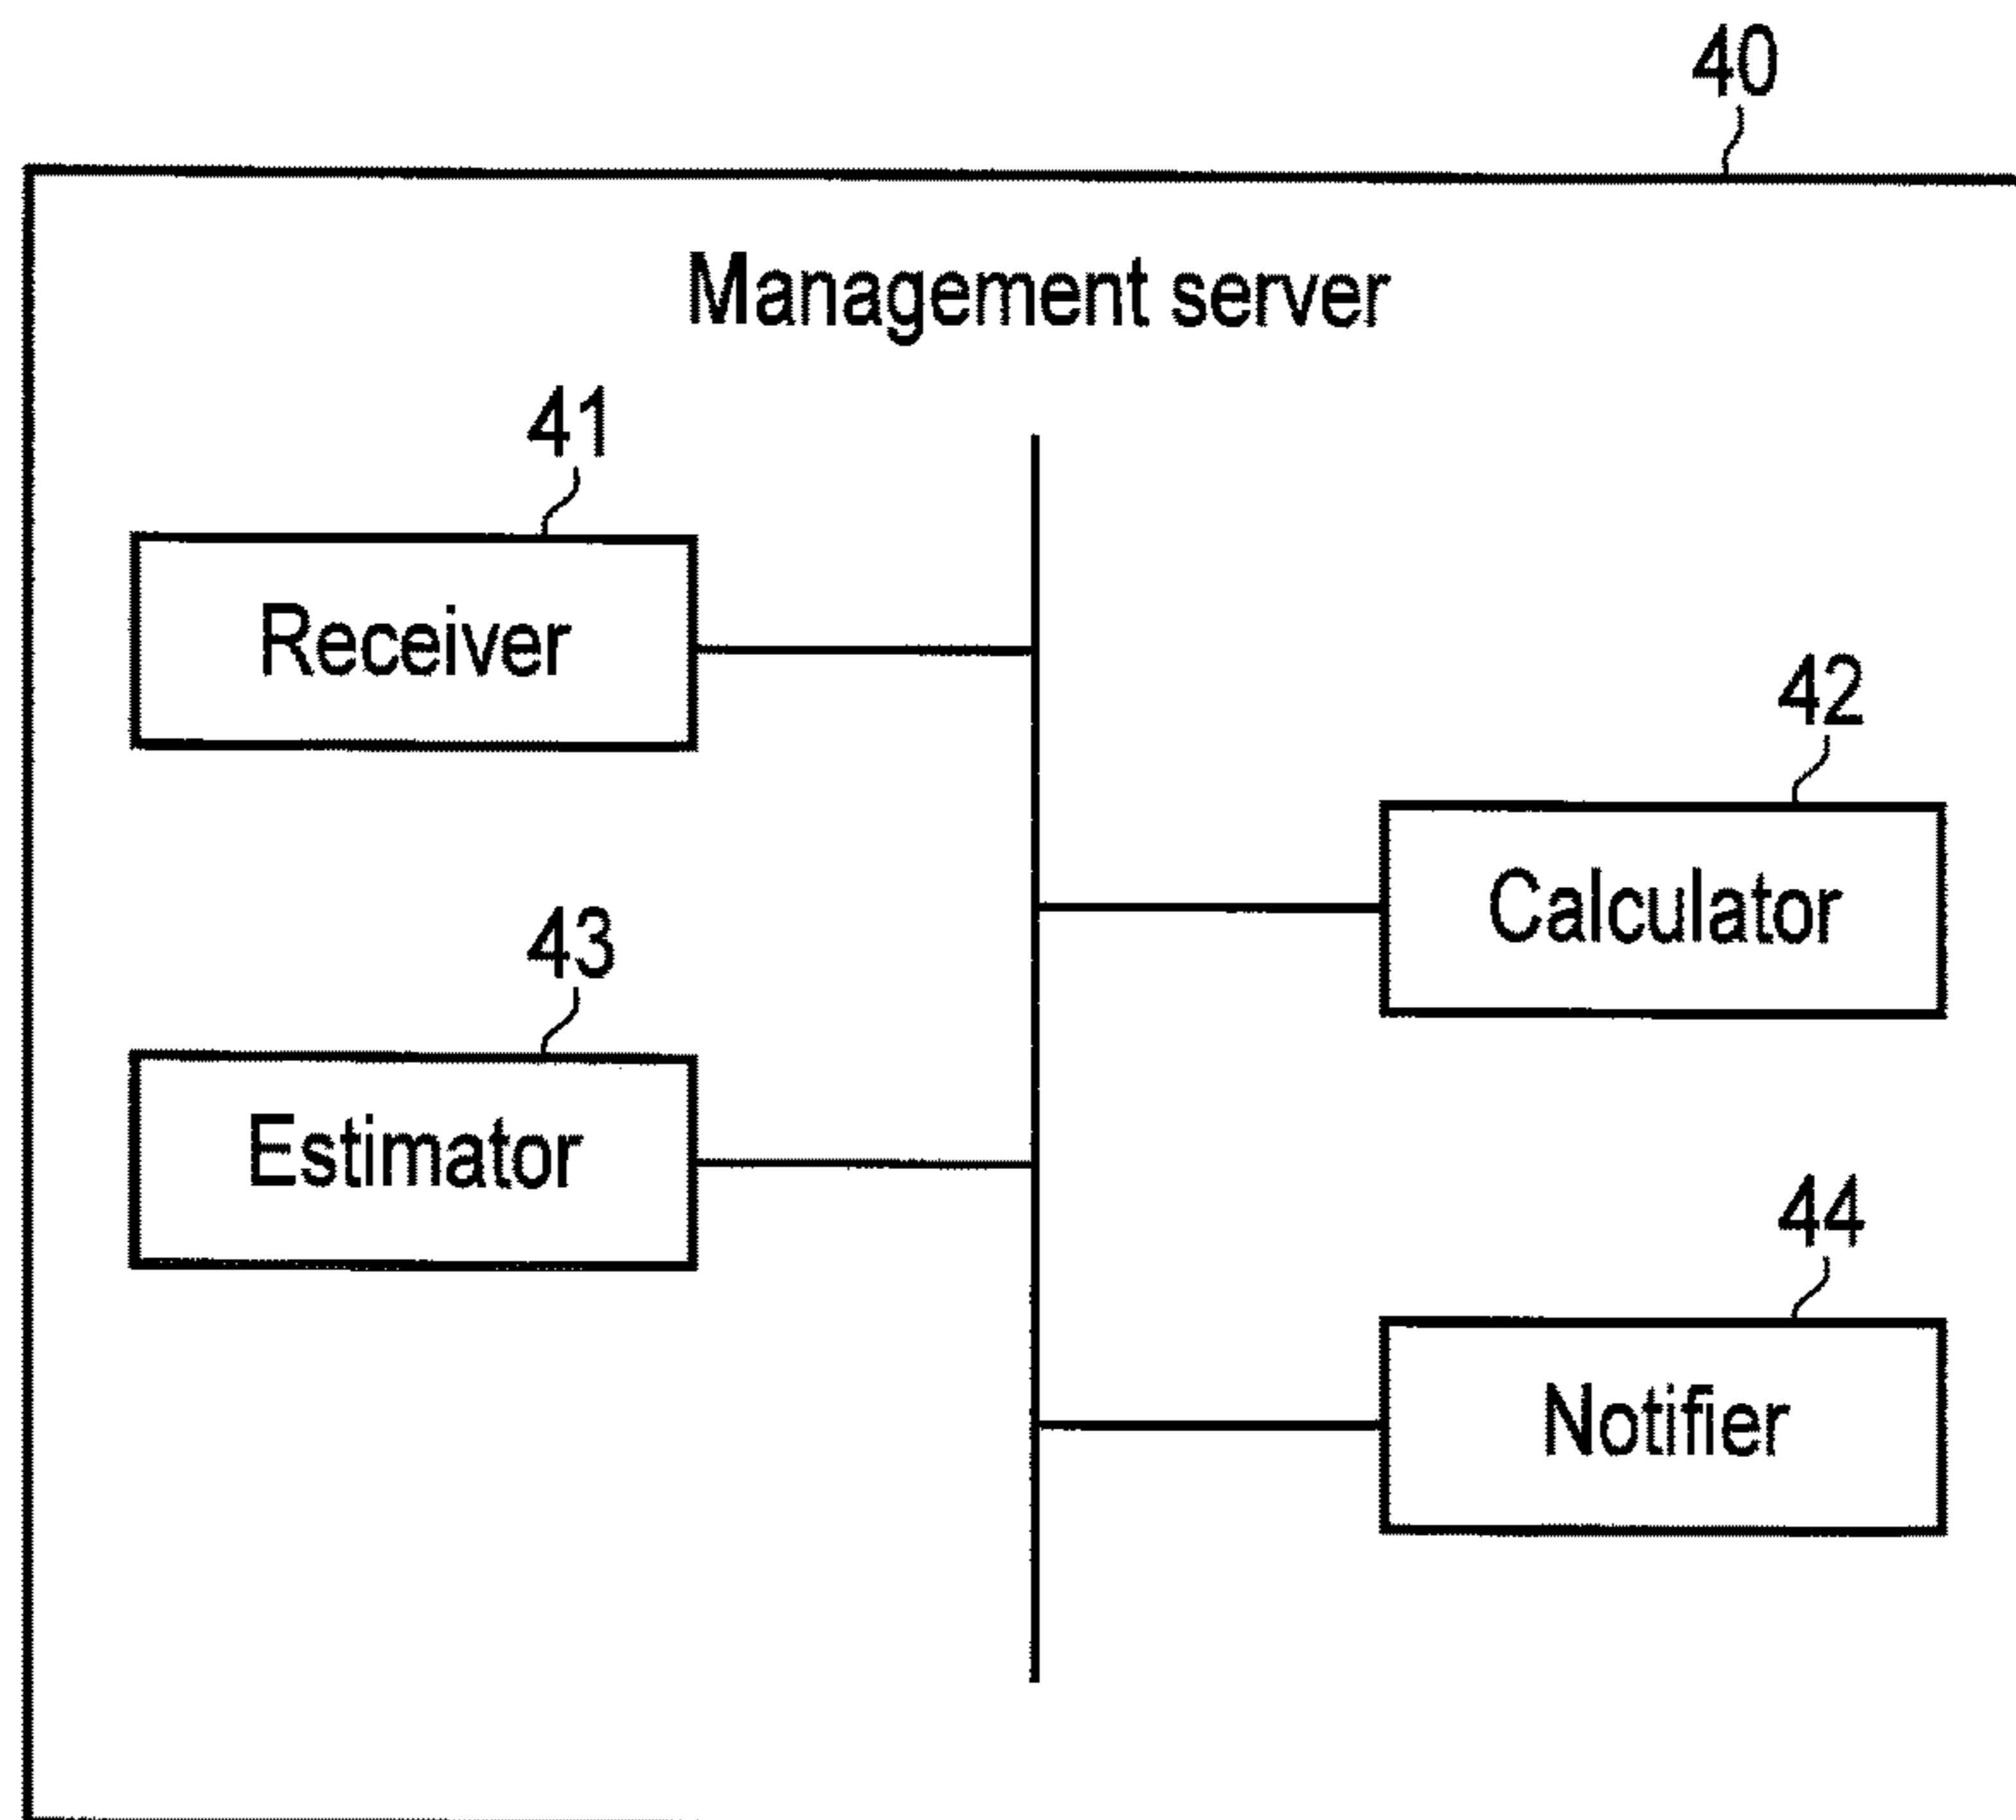 40
Management server
41
Receiver
42
Calculator
43
Estimator
44
Notifier